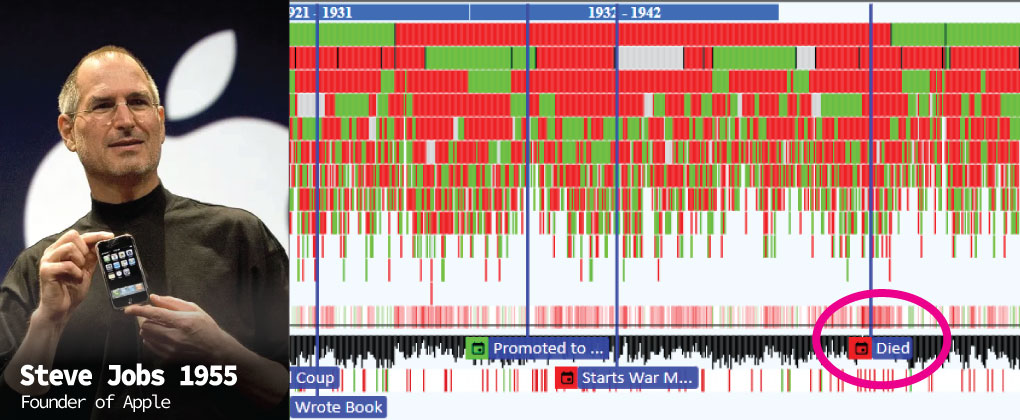 921 - 1931
1932 - 1942
Promoted to ...
Died
l Coup
Starts War M...
Wrote Book
Steve Jobs 1955
Founder of Apple